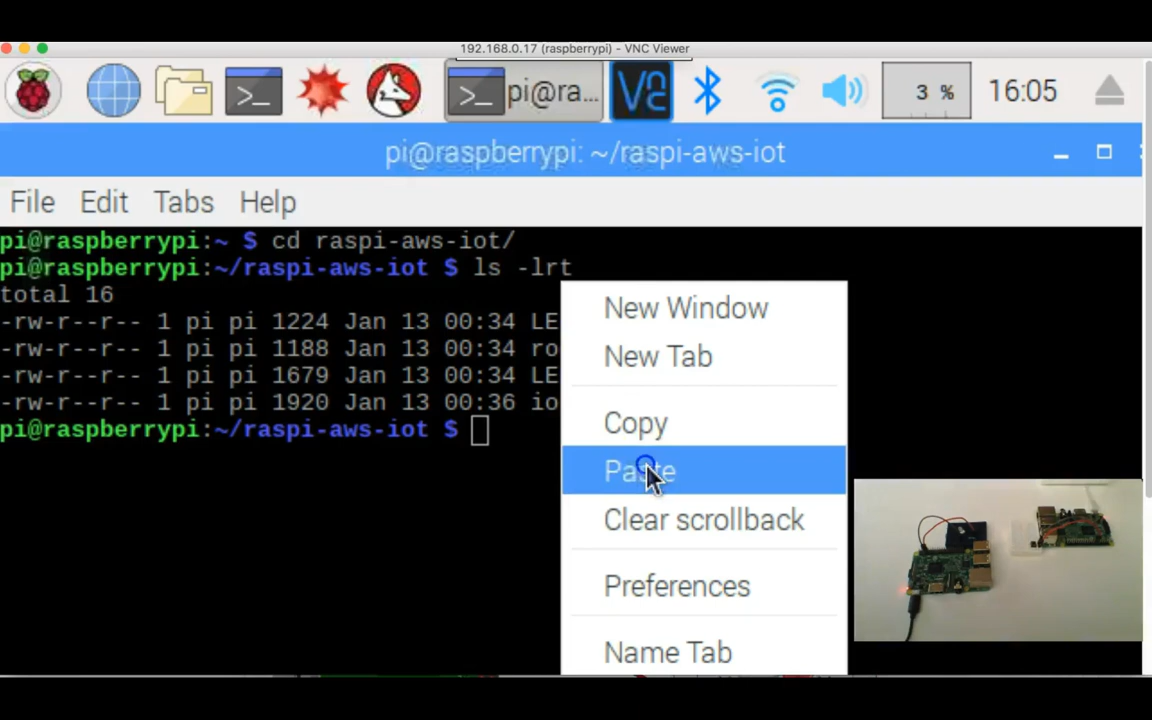 192.168.0.17 (raspberrypi) - VNC Viewer
pi@ra...
V2
3 %
16:05
pi@raspberrypi: ~/raspi-aws-iot
File Edit Tabs Help
pi@raspberrypi:~ $ cd raspi-aws-iot/
pi@raspberrypi:~/raspi-aws-iot $ ls -lrt
total 16
-rw-r--r-- 1 pi pi 1224 Jan 13 00:34 LE
-rw-r--r-- 1 pi pi 1188 Jan 13 00:34 ro
-rw-r--r-- 1 pi pi 1679 Jan 13 00:34 LE
-rw-r--r-- 1 pi pi 1920 Jan 13 00:36 io
pi@raspberrypi:~/raspi-aws-iot $
New Window
New Tab
Copy
Paste
Clear scrollback
Preferences
Name Tab